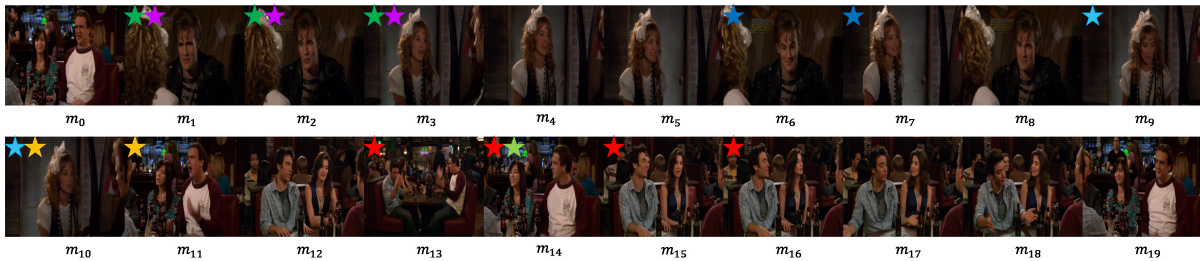 m₀ m₁ m₂ m₃ m₄ m₅ m₆ m₇ m₈ m₉
m₁₀ m₁₁ m₁₂ m₁₃ m₁₄ m₁₅ m₁₆ m₁₇ m₁₈ m₁₉